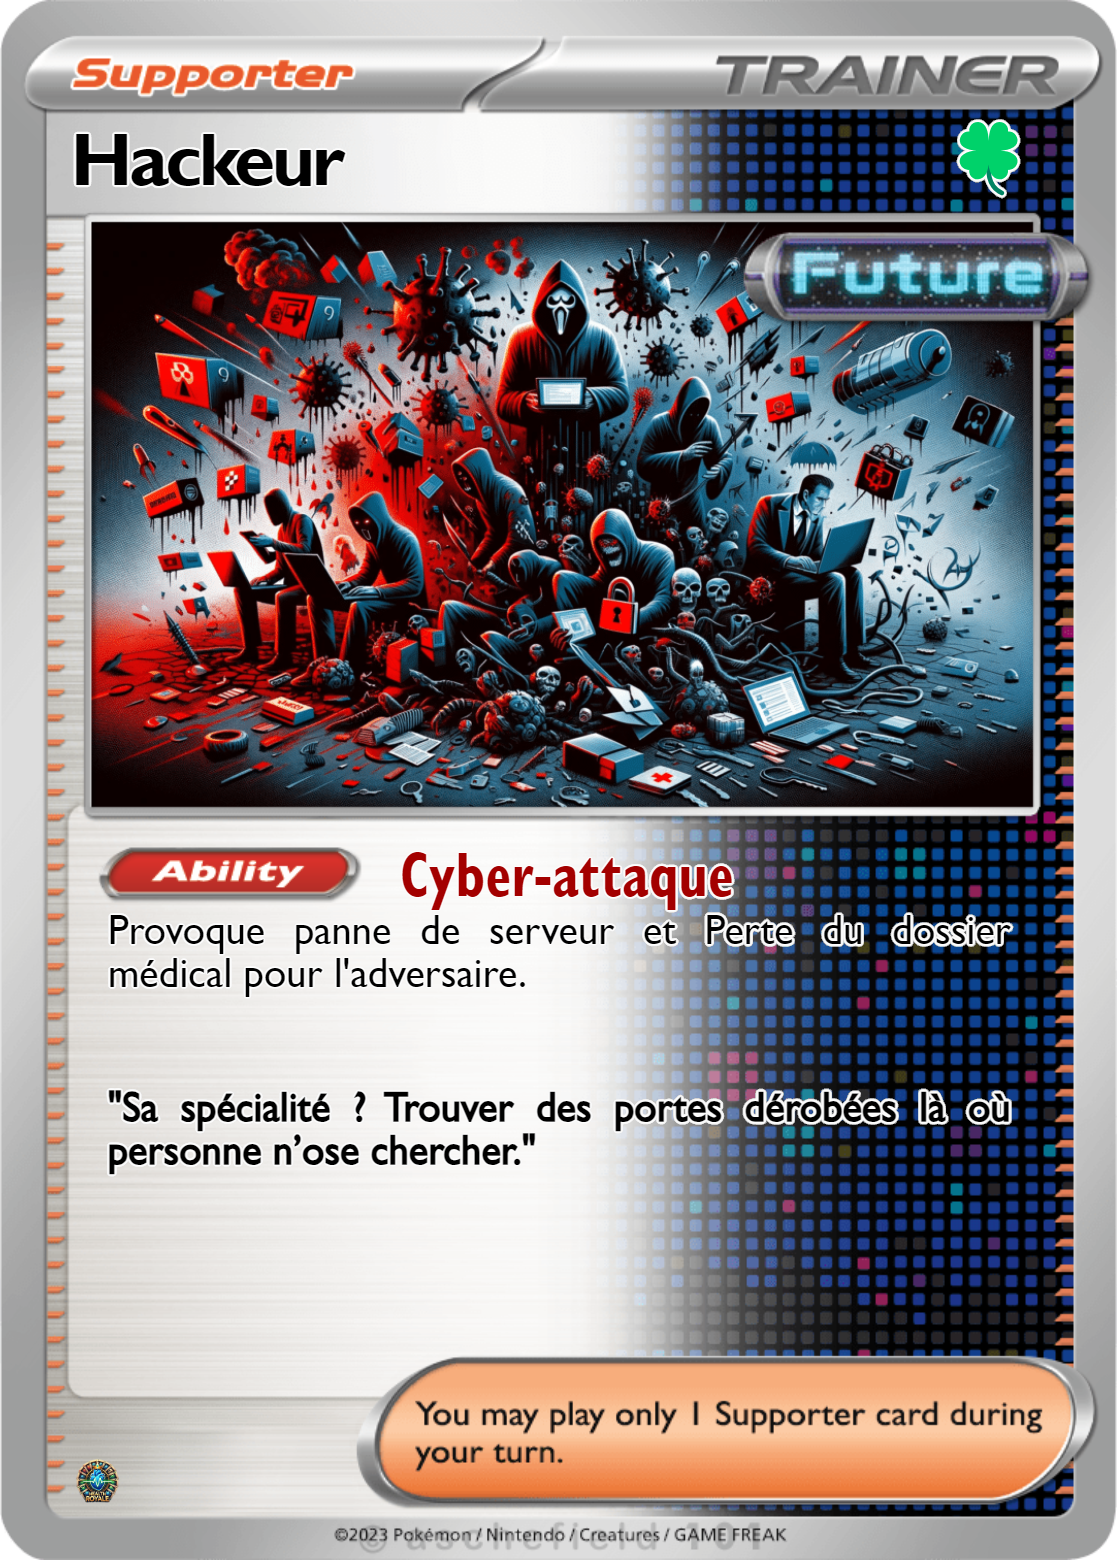 Supporter
TRAINER
Hackeur
Future
Ability
Cyber-attaque
Provoque panne de serveur et Perte du dossier
médical pour l'adversaire.
"Sa spécialité ? Trouver des portes dérobées là où
personne n’ose chercher."
You may play only 1 Supporter card during
your turn.
HEALTH
ROYALE
©2023 Pokémon / Nintendo / Creatures / GAME FREAK